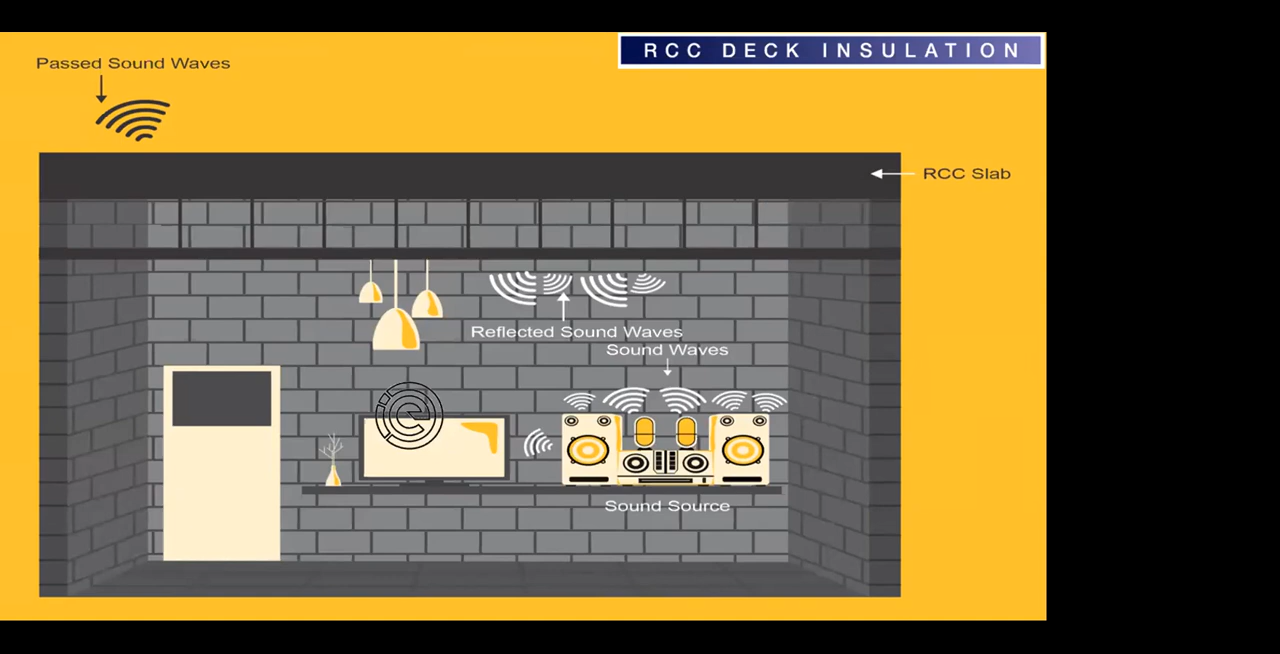 RCC DECK INSULATION
Passed Sound Waves
RCC Slab
Reflected Sound Waves
Sound Waves
Sound Source